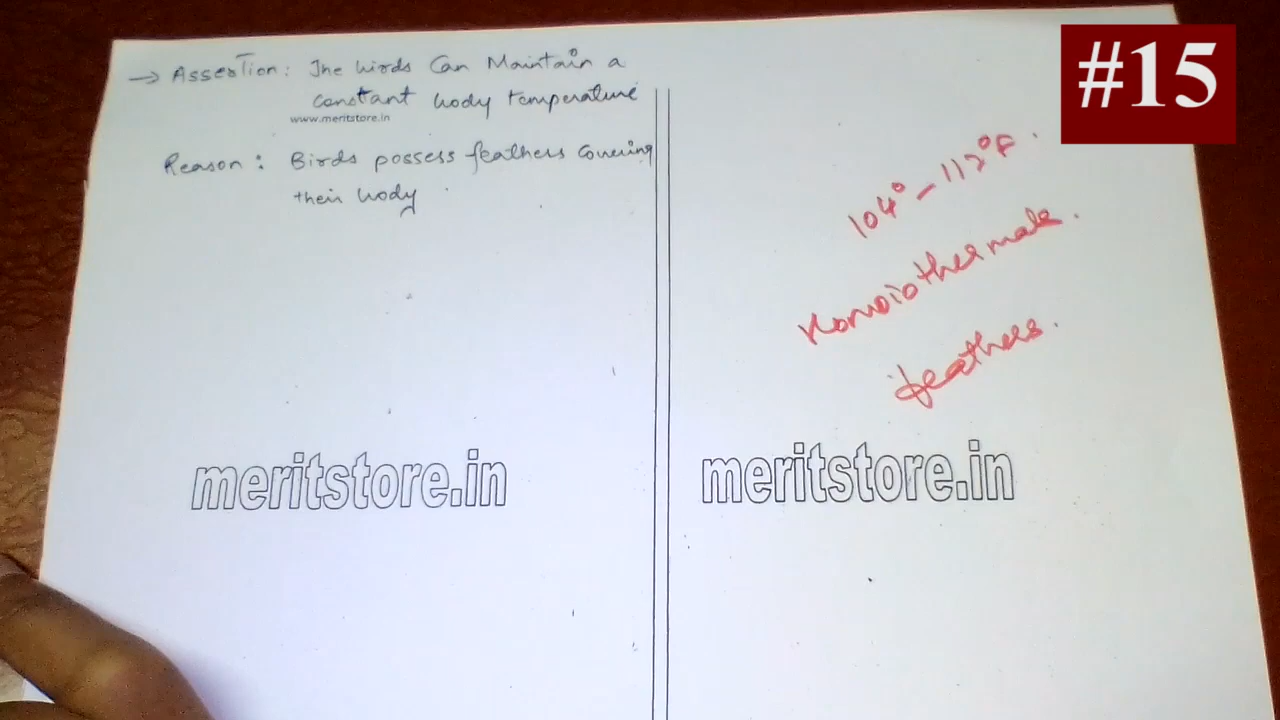 #15
→ Assertion: The birds Can Maintain a
constant body temperature
www.meritstore.in
Reason: Birds possess feathers Covering
their body
104° - 112°F.
Homoiothermals.
feathers.
meritstore.in
meritstore.in